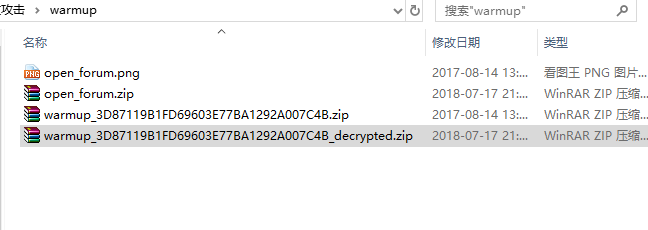 攻击 › warmup 搜索"warmup"
名称 修改日期 类型
open_forum.png 2017-08-14 13:... 看图王 PNG 图片...
open_forum.zip 2018-07-17 21:... WinRAR ZIP 压缩...
warmup_3D87119B1FD69603E77BA1292A007C4B.zip 2017-08-14 13:... WinRAR ZIP 压缩...
warmup_3D87119B1FD69603E77BA1292A007C4B_decrypted.zip 2018-07-17 21:... WinRAR ZIP 压缩...